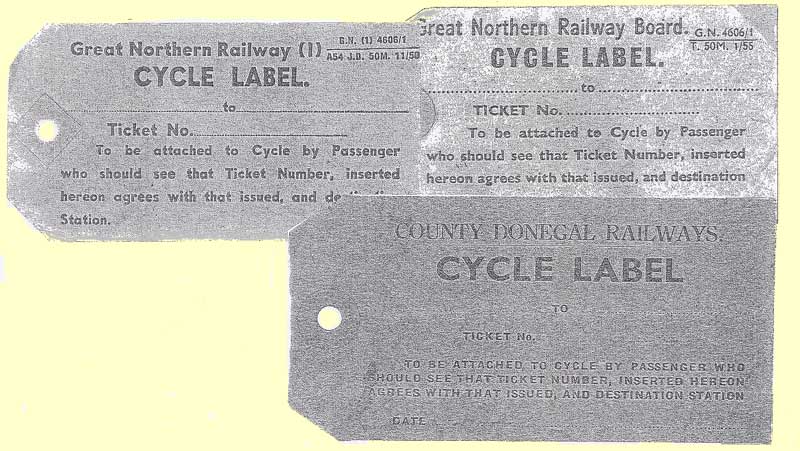 Great Northern Railway (I)
G.N. (1) 4606/1
A54 J.D. 50M. 11/50
CYCLE LABEL.
to
Ticket No.
To be attached to Cycle by Passenger
who should see that Ticket Number, inserted
hereon agrees with that issued, and
Station.
Great Northern Railway Board.
G.N. 4606/1
T. 50M. 1/55
CYCLE LABEL.
to
TICKET No.
To be attached to Cycle by Passenger
who should see that Ticket Number, inserted
hereon agrees with that issued, and destination
COUNTY DONEGAL RAILWAYS.
CYCLE LABEL
TO
TICKET No.
TO BE ATTACHED TO CYCLE BY PASSENGER WHO
SHOULD SEE THAT TICKET NUMBER, INSERTED HEREON
AGREES WITH THAT ISSUED, AND DESTINATION STATION
DATE